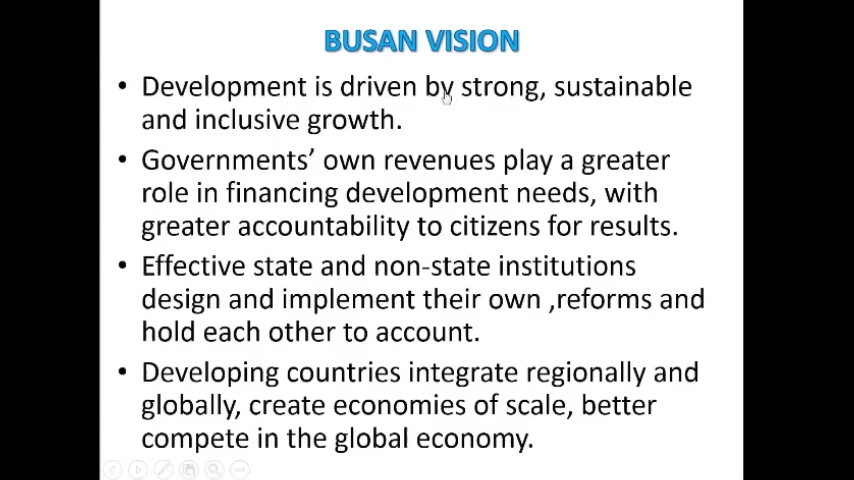 BUSAN VISION
• Development is driven by strong, sustainable
and inclusive growth.
• Governments’ own revenues play a greater
role in financing development needs, with
greater accountability to citizens for results.
• Effective state and non-state institutions
design and implement their own ,reforms and
hold each other to account.
• Developing countries integrate regionally and
globally, create economies of scale, better
compete in the global economy.